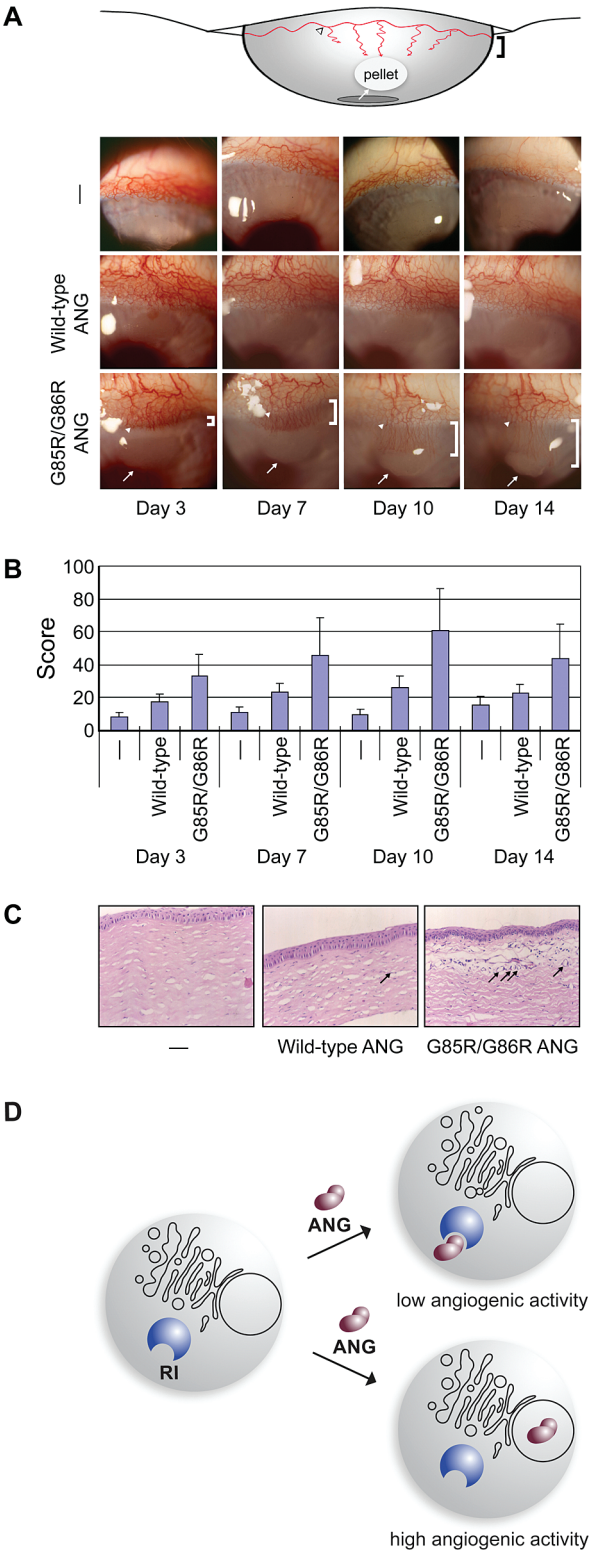 A
pellet
—
Wild-type
ANG
G85R/G86R
ANG
Day 3 Day 7 Day 10 Day 14
B
Score
100
80
60
40
20
0
— Wild-type G85R/G86R — Wild-type G85R/G86R — Wild-type G85R/G86R — Wild-type G85R/G86R
Day 3 Day 7 Day 10 Day 14
C
— Wild-type ANG G85R/G86R ANG
D
ANG
low angiogenic activity
ANG
RI
high angiogenic activity